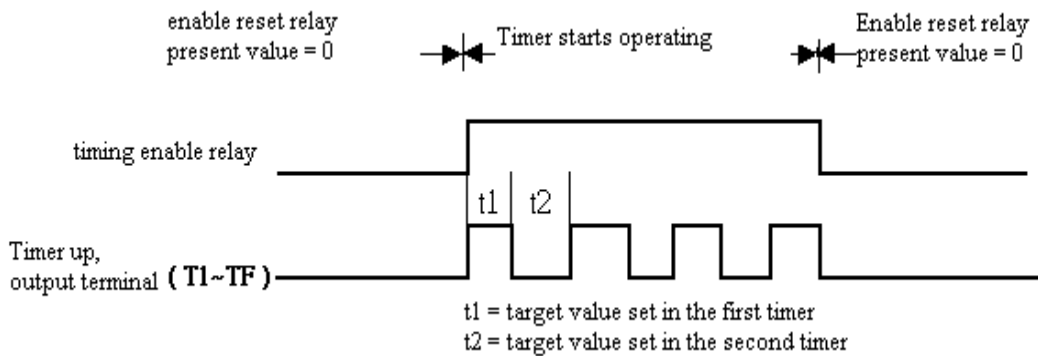 enable reset relay
present value = 0
Timer starts operating
Enable reset relay
present value = 0
timing enable relay
t1
t2
Timer up,
output terminal ( T1~TF )
t1 = target value set in the first timer
t2 = target value set in the second timer